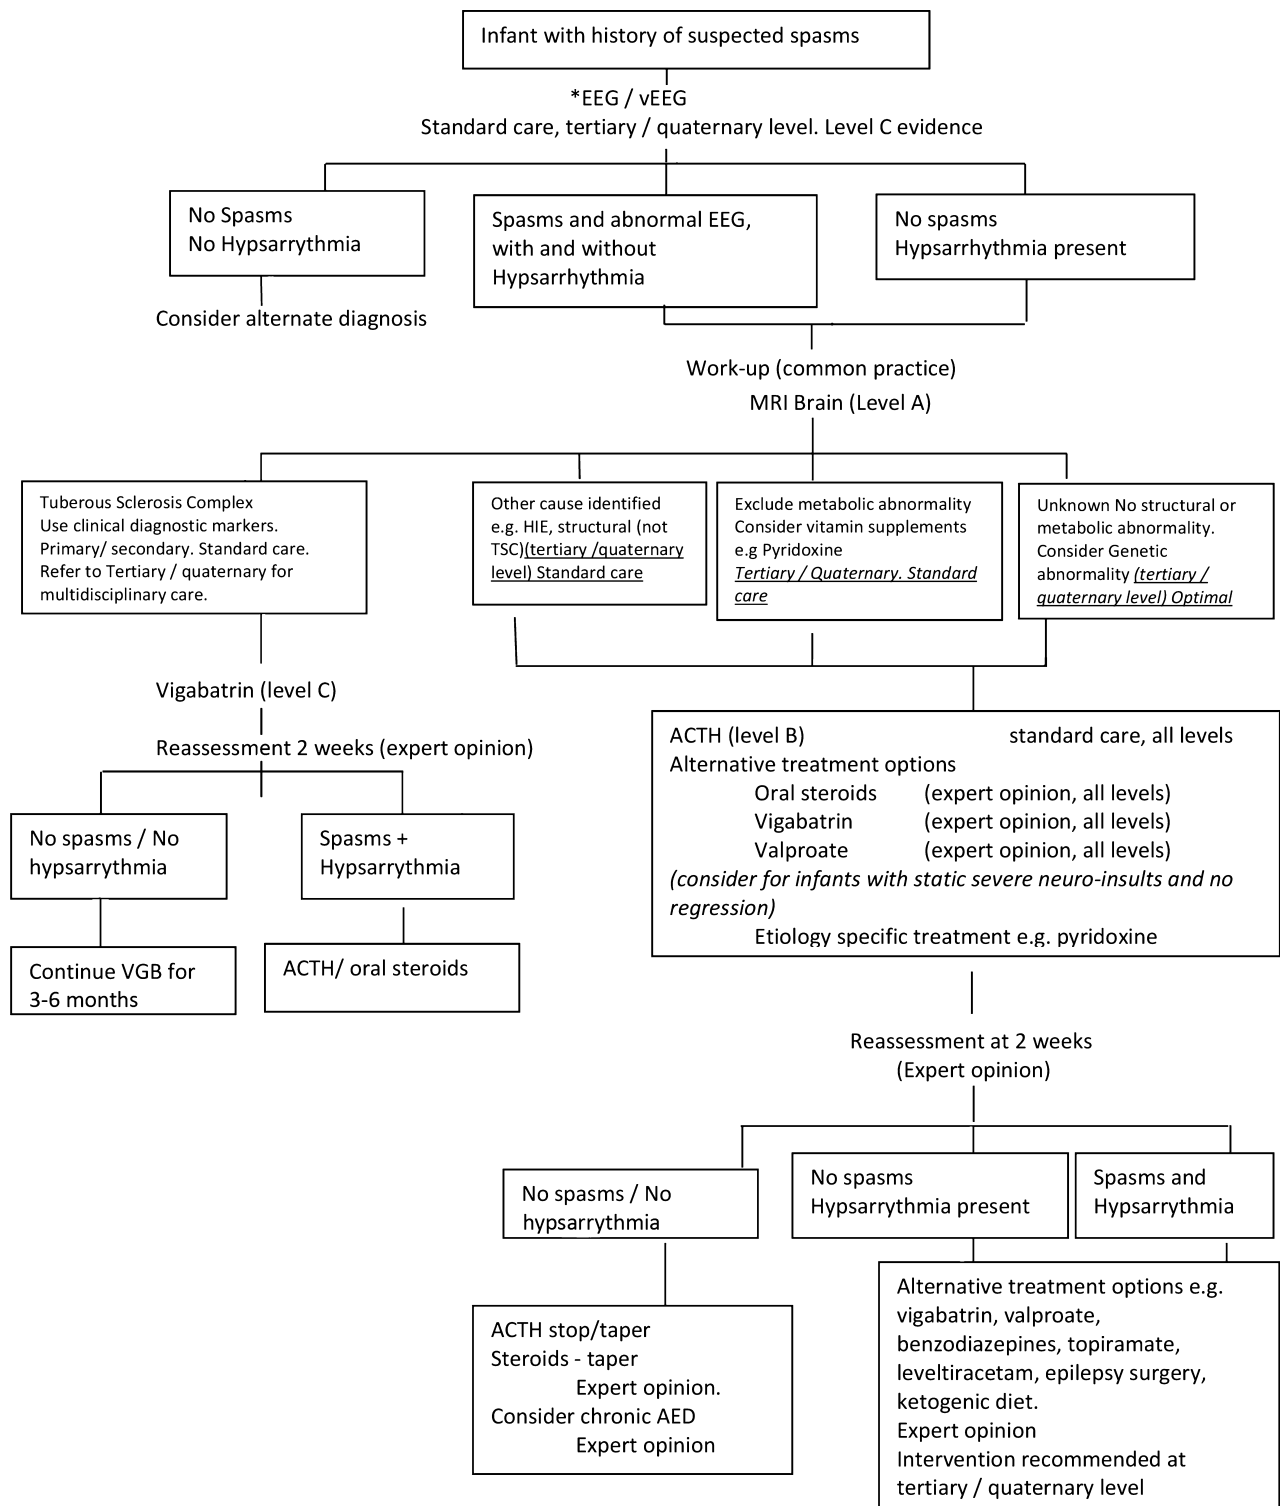 Infant with history of suspected spasms
*EEG / vEEG
Standard care, tertiary / quaternary level. Level C evidence
No Spasms
No Hypsarrythmia
Spasms and abnormal EEG,
with and without
Hypsarrhythmia
No spasms
Hypsarrhythmia present
Consider alternate diagnosis
Work-up (common practice)
MRI Brain (Level A)
Tuberous Sclerosis Complex
Use clinical diagnostic markers.
Primary/ secondary. Standard care.
Refer to Tertiary / quaternary for
multidisciplinary care.
Other cause identified
e.g. HIE, structural (not
TSC)(tertiary /quaternary
level) Standard care
Exclude metabolic abnormality
Consider vitamin supplements
e.g Pyridoxine
Tertiary / Quaternary. Standard
care
Unknown No structural or
metabolic abnormality.
Consider Genetic
abnormality (tertiary /
quaternary level) Optimal
Vigabatrin (level C)
Reassessment 2 weeks (expert opinion)
No spasms / No
hypsarrythmia
Spasms +
Hypsarrythmia
Continue VGB for
3-6 months
ACTH/ oral steroids
ACTH (level B) standard care, all levels
Alternative treatment options
Oral steroids (expert opinion, all levels)
Vigabatrin (expert opinion, all levels)
Valproate (expert opinion, all levels)
(consider for infants with static severe neuro-insults and no
regression)
Etiology specific treatment e.g. pyridoxine
Reassessment at 2 weeks
(Expert opinion)
No spasms / No
hypsarrythmia
No spasms
Hypsarrythmia present
Spasms and
Hypsarrythmia
ACTH stop/taper
Steroids - taper
Expert opinion.
Consider chronic AED
Expert opinion
Alternative treatment options e.g.
vigabatrin, valproate,
benzodiazepines, topiramate,
leveltiracetam, epilepsy surgery,
ketogenic diet.
Expert opinion
Intervention recommended at
tertiary / quaternary level